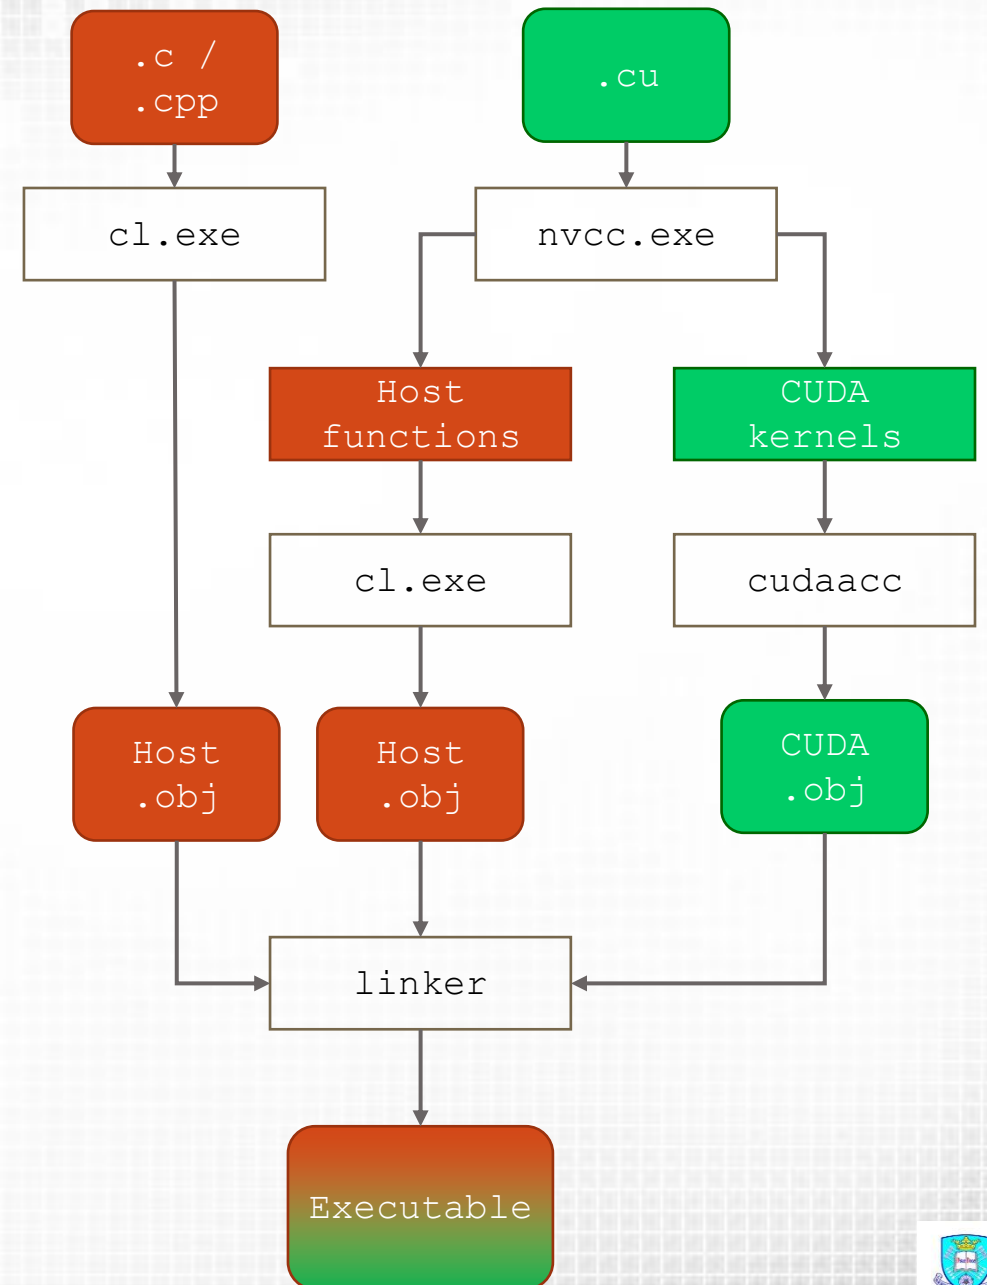 .c /
.cpp
.cu
cl.exe
nvcc.exe
Host
functions
CUDA
kernels
cl.exe
cudaacc
Host
.obj
Host
.obj
CUDA
.obj
linker
Executable